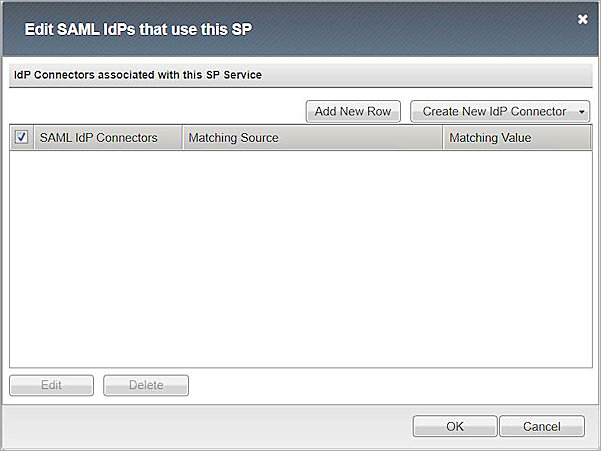 Edit SAML IdPs that use this SP
IdP Connectors associated with this SP Service
Add New Row Create New IdP Connector
SAML IdP Connectors Matching Source Matching Value
Edit Delete
OK Cancel